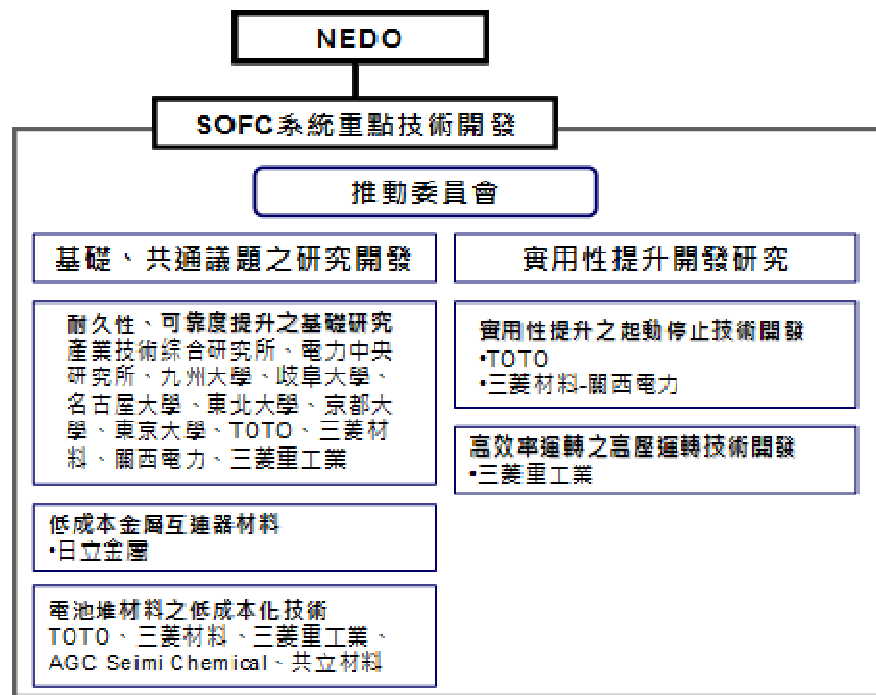 NEDO
SOFC系統重點技術開發
推動委員會
基礎、共通議題之研究開發
耐久性、可靠度提升之基礎研究
產業技術綜合研究所、電力中央
研究所、九州大學、岐阜大學、
名古屋大學、東北大學、京都大
學、東京大學、TOTO、三菱材
料、關西電力、三菱重工業
低成本金屬互連器材料
•日立金屬
電池堆材料之低成本化技術
TOTO、三菱材料、三菱重工業、
AGC Seimi Chemical、共立材料
實用性提升開發研究
實用性提升之起動停止技術開發
•TOTO
•三菱材料-關西電力
高效率運轉之高壓運轉技術開發
•三菱重工業